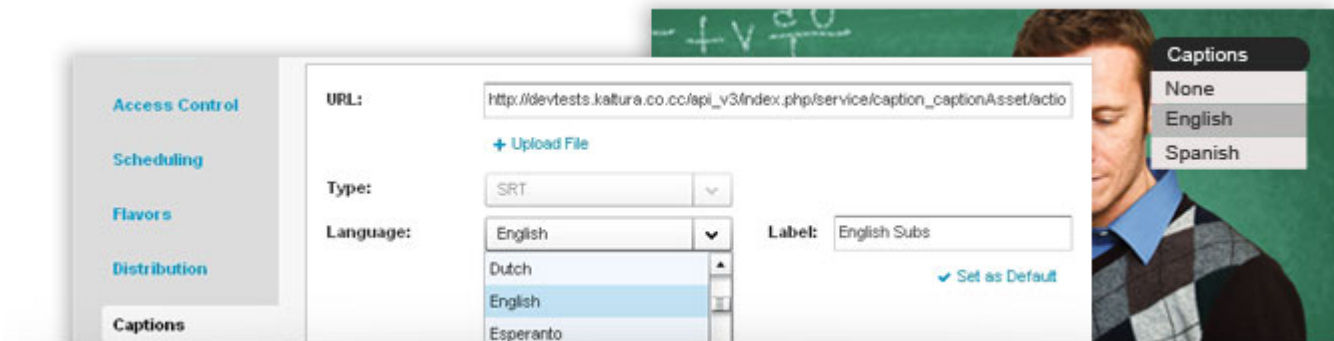 Access Control
Scheduling
Flavors
Distribution
Captions
URL:
http://devtests.kaltura.co.cc/api_v3/index.php/service/caption_captionAsset/actio
+ Upload File
Type:
SRT
Language:
English
Dutch
English
Esperanto
Label:
English Subs
Set as Default
Captions
None
English
Spanish